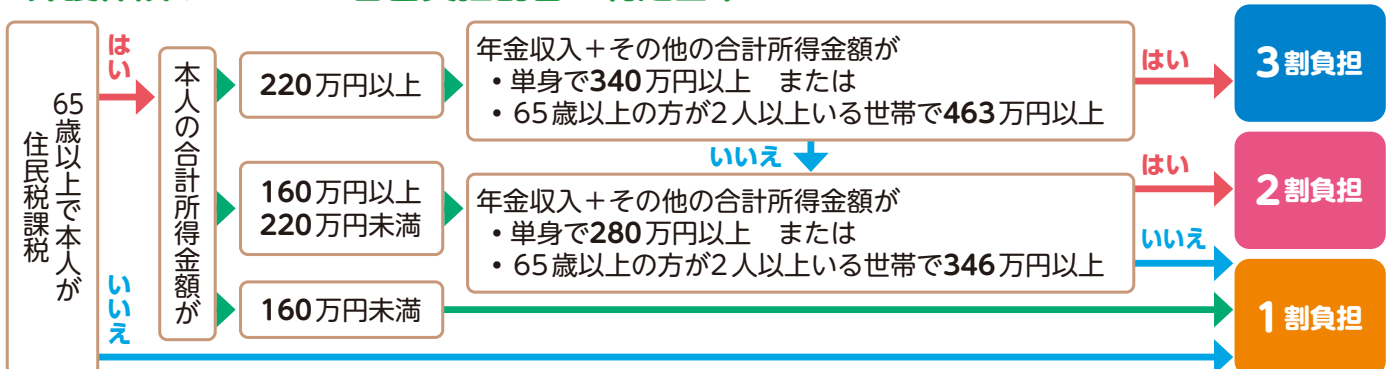 65歳以上で本人が
住民税課税
はい
いいえ
本人の合計所得金額が
220万円以上
160万円以上
220万円未満
160万円未満
年金収入＋その他の合計所得金額が
・単身で340万円以上　または
・65歳以上の方が2人以上いる世帯で463万円以上
はい
いいえ
年金収入＋その他の合計所得金額が
・単身で280万円以上　または
・65歳以上の方が2人以上いる世帯で346万円以上
はい
いいえ
3割負担
2割負担
1割負担